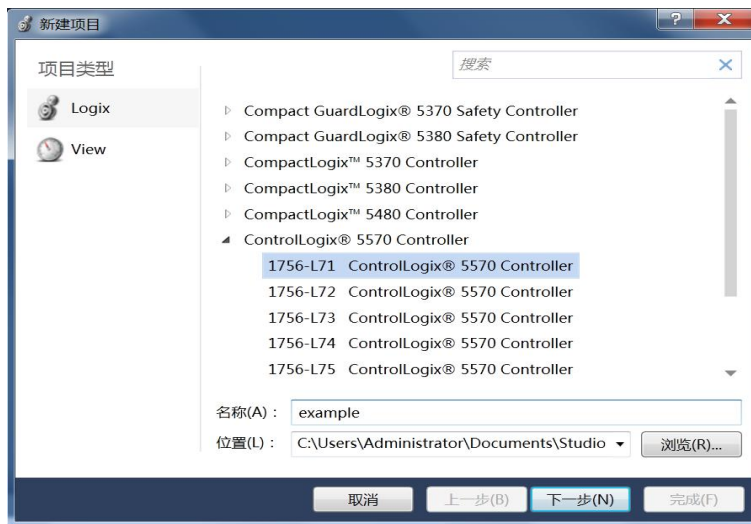 新建项目
项目类型
搜索
Logix
View
Compact GuardLogix® 5370 Safety Controller
Compact GuardLogix® 5380 Safety Controller
CompactLogix™ 5370 Controller
CompactLogix™ 5380 Controller
CompactLogix™ 5480 Controller
ControlLogix® 5570 Controller
1756-L71 ControlLogix® 5570 Controller
1756-L72 ControlLogix® 5570 Controller
1756-L73 ControlLogix® 5570 Controller
1756-L74 ControlLogix® 5570 Controller
1756-L75 ControlLogix® 5570 Controller
名称(A)： example
位置(L)： C:\Users\Administrator\Documents\Studio 浏览(R)...
取消 上一步(B) 下一步(N) 完成(F)